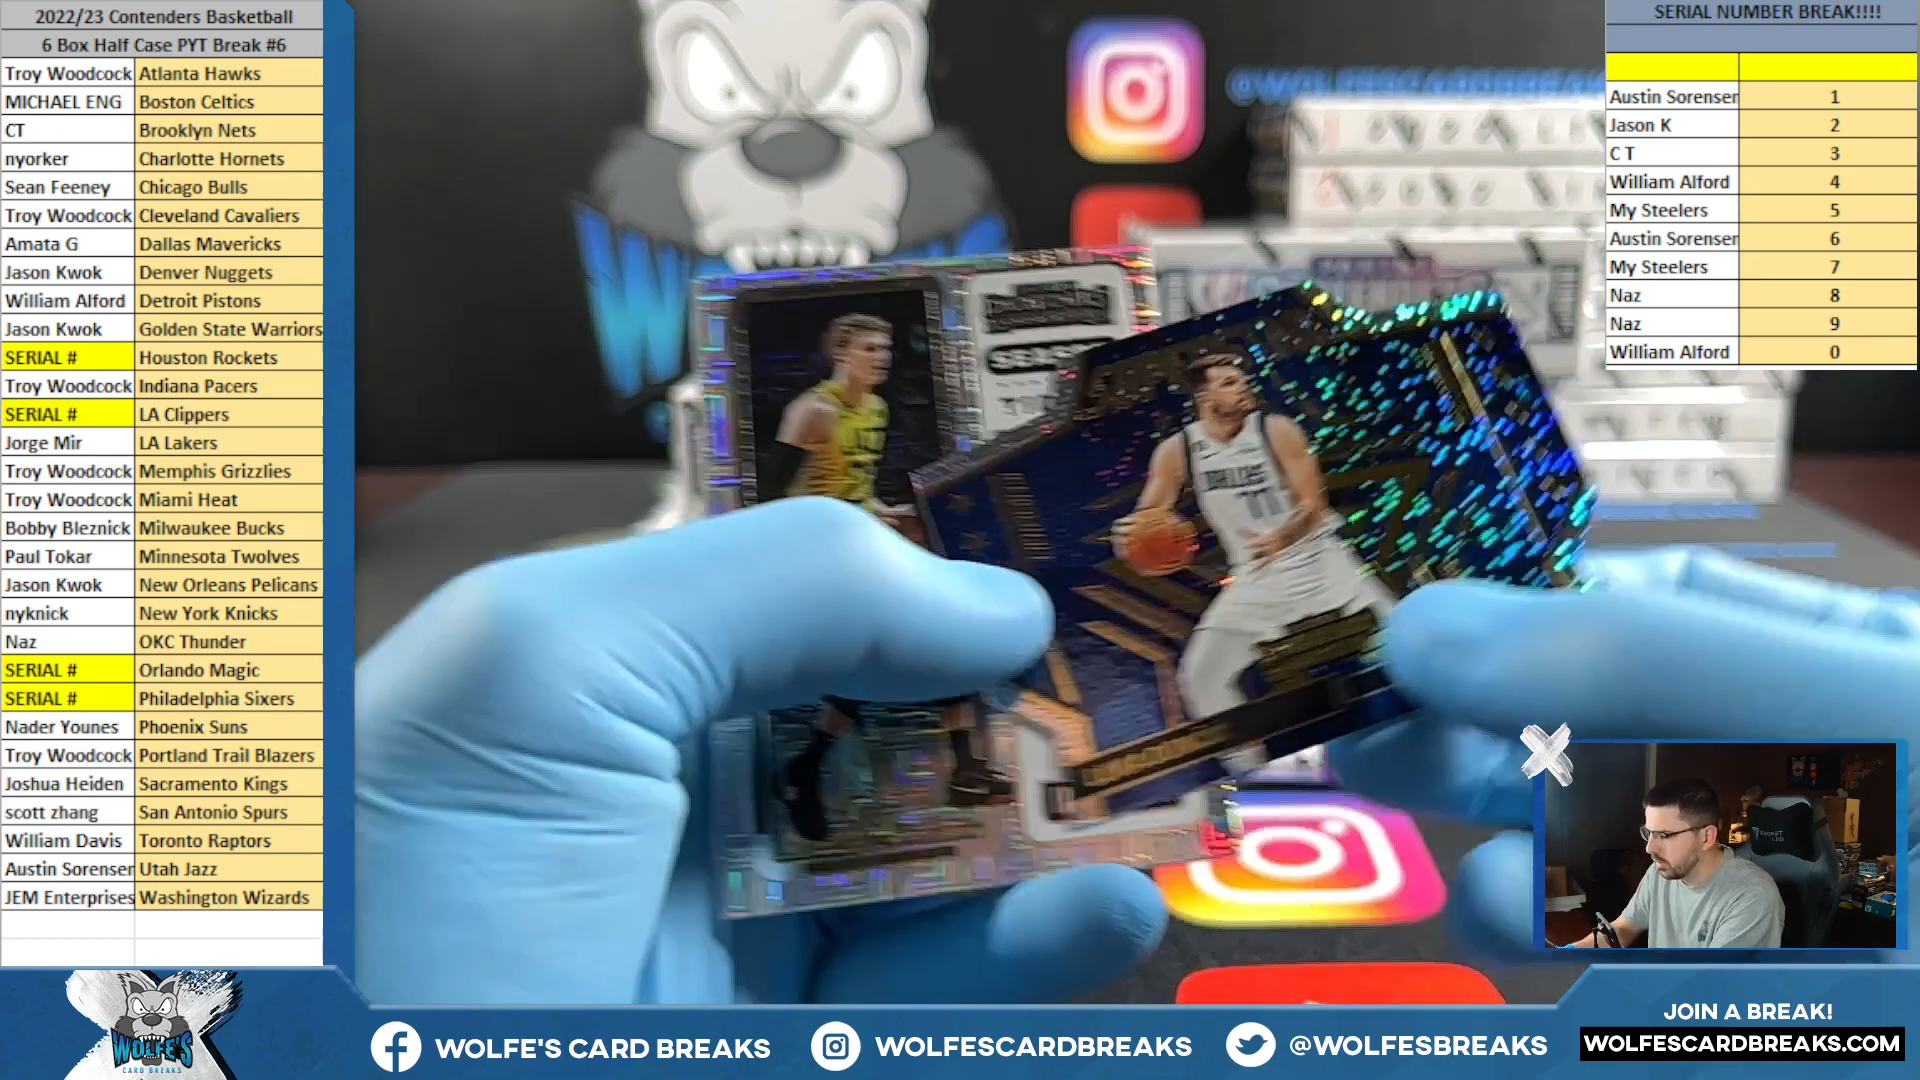 2022/23 Contenders Basketball
6 Box Half Case PYT Break #6
Troy Woodcock Atlanta Hawks
MICHAEL ENG Boston Celtics
CT Brooklyn Nets
nyorker Charlotte Hornets
Sean Feeney Chicago Bulls
Troy Woodcock Cleveland Cavaliers
Amata G Dallas Mavericks
Jason Kwok Denver Nuggets
William Alford Detroit Pistons
Jason Kwok Golden State Warriors
SERIAL # Houston Rockets
Troy Woodcock Indiana Pacers
SERIAL # LA Clippers
Jorge Mir LA Lakers
Troy Woodcock Memphis Grizzlies
Troy Woodcock Miami Heat
Bobby Bleznick Milwaukee Bucks
Paul Tokar Minnesota Twolves
Jason Kwok New Orleans Pelicans
nyknick New York Knicks
Naz OKC Thunder
SERIAL # Orlando Magic
SERIAL # Philadelphia Sixers
Nader Younes Phoenix Suns
Troy Woodcock Portland Trail Blazers
Joshua Heiden Sacramento Kings
scott zhang San Antonio Spurs
William Davis Toronto Raptors
Austin Sorensen Utah Jazz
JEM Enterprises Washington Wizards
SERIAL NUMBER BREAK!!!!
Austin Sorensen 1
Jason K 2
C T 3
William Alford 4
My Steelers 5
Austin Sorensen 6
My Steelers 7
Naz 8
Naz 9
William Alford 0
@WOLFESCARDBREAK
WOLFE'S
CARD BREAKS
WOLFE'S CARD BREAKS
WOLFESCARDBREAKS
@WOLFESBREAKS
JOIN A BREAK!
WOLFESCARDBREAKS.COM